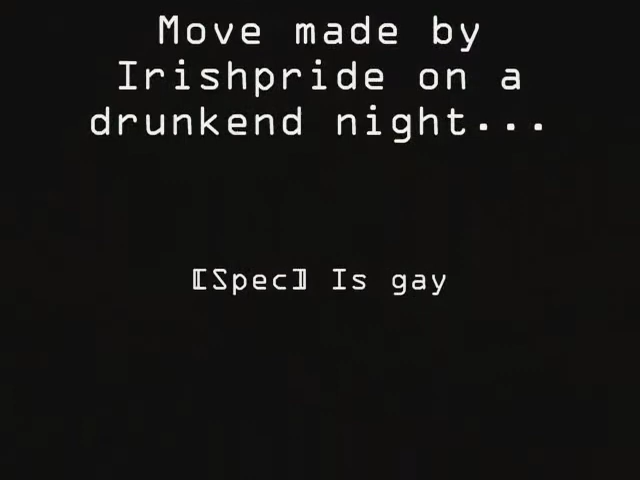 Move made by
Irishpride on a
drunkend night...
〖Spec〗 Is gay